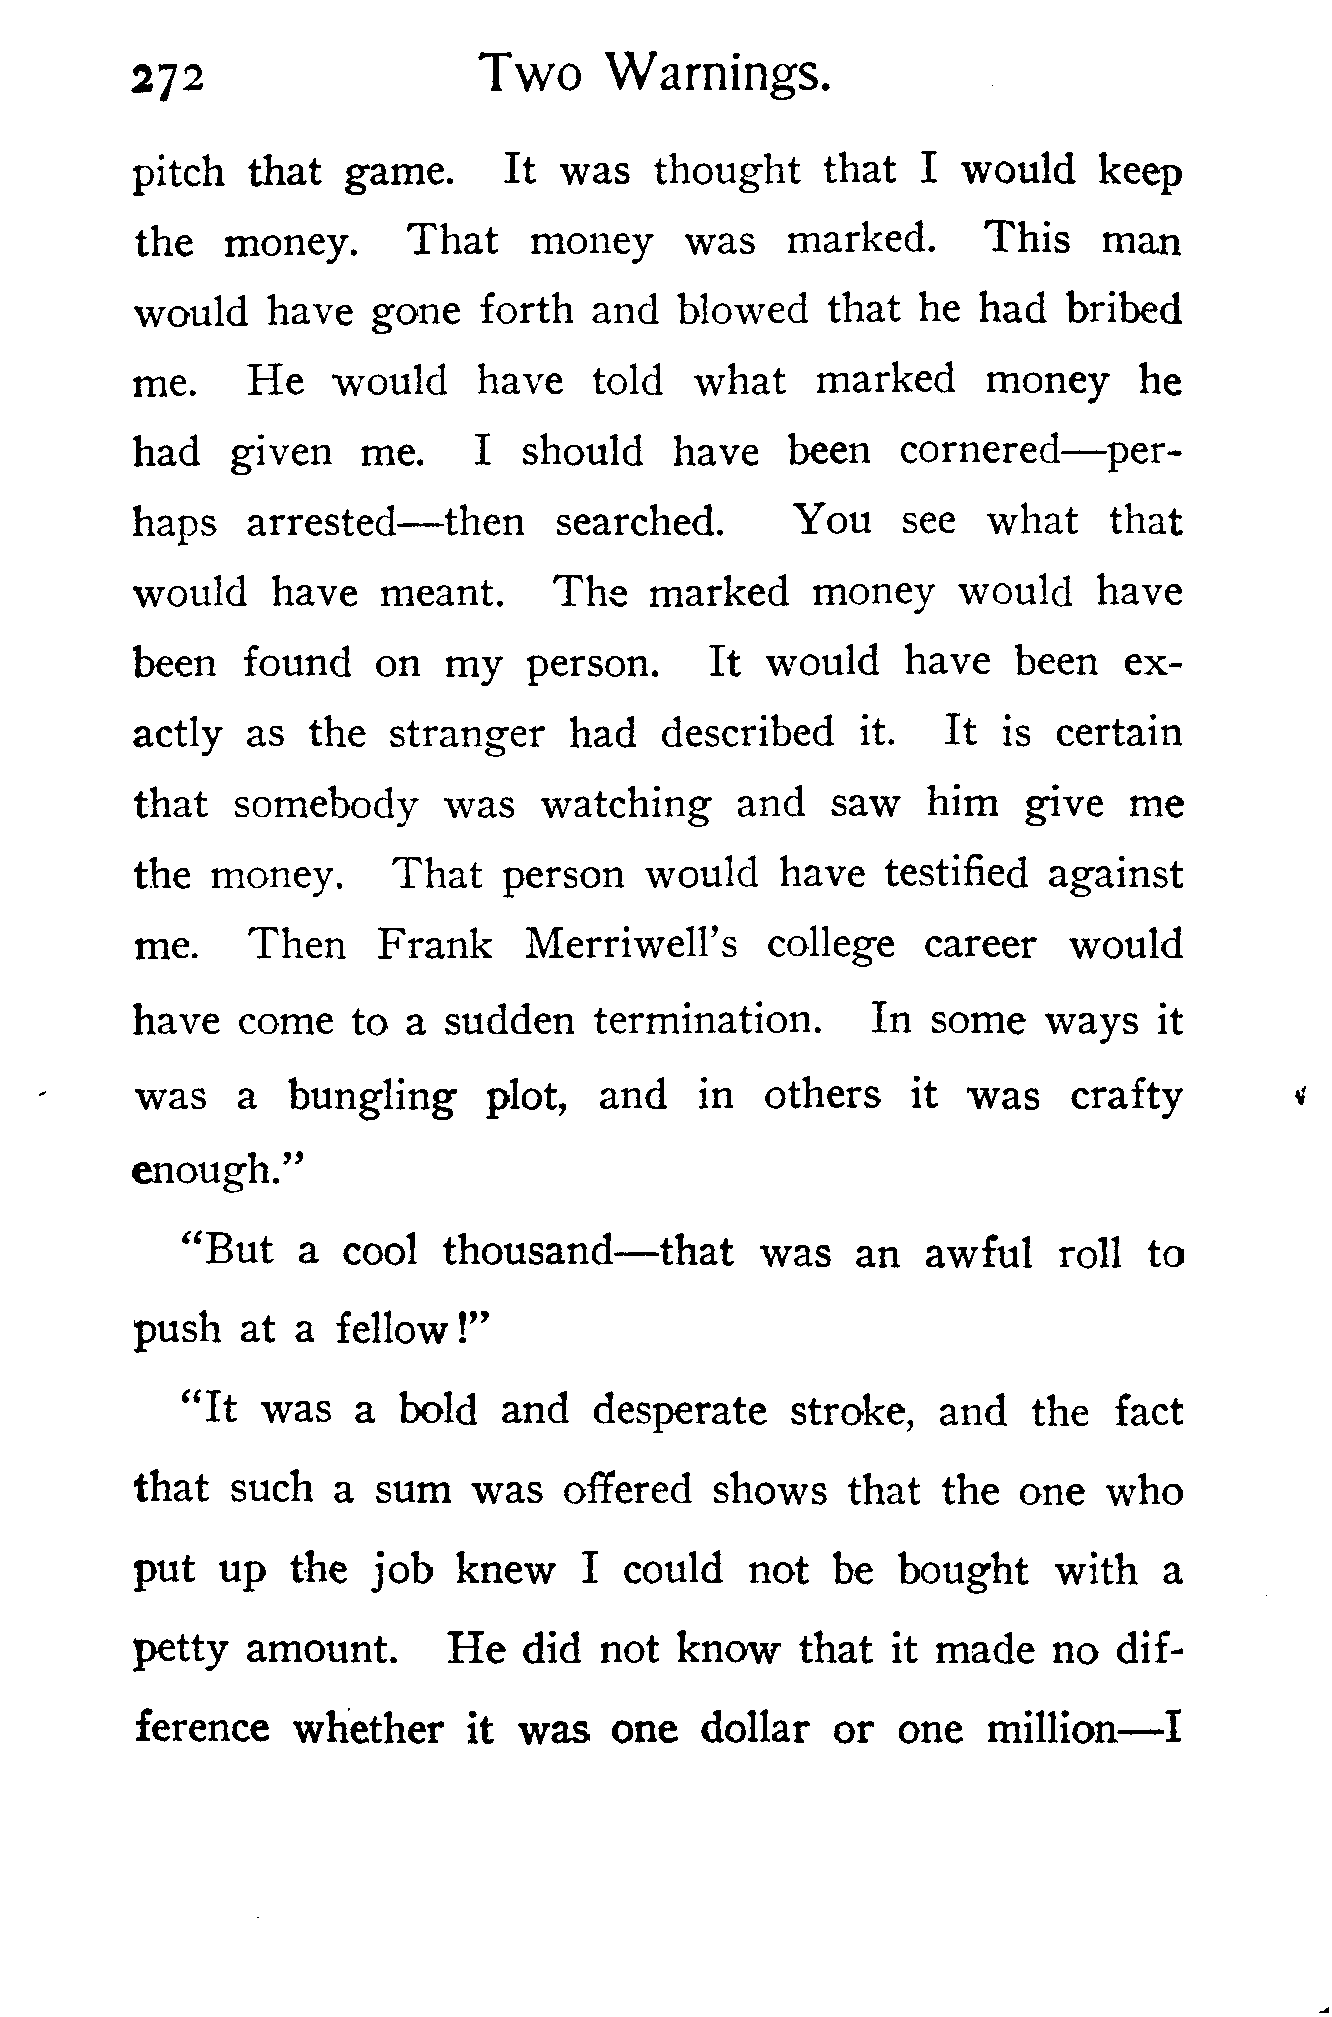 272 Two Warnings.
pitch that game. It was thought that I would keep
the money. That money was marked. This man
would have gone forth and blowed that he had bribed
me. He would have told what marked money he
had given me. I should have been cornered—per-
haps arrested—then searched. You see what that
would have meant. The marked money would have
been found on my person. It would have been ex-
actly as the stranger had described it. It is certain
that somebody was watching and saw him give me
the money. That person would have testified against
me. Then Frank Merriwell's college career would
have come to a sudden termination. In some ways it
was a bungling plot, and in others it was crafty
enough."
"But a cool thousand—that was an awful roll to
push at a fellow!"
"It was a bold and desperate stroke, and the fact
that such a sum was offered shows that the one who
put up the job knew I could not be bought with a
petty amount. He did not know that it made no dif-
ference whether it was one dollar or one million—I